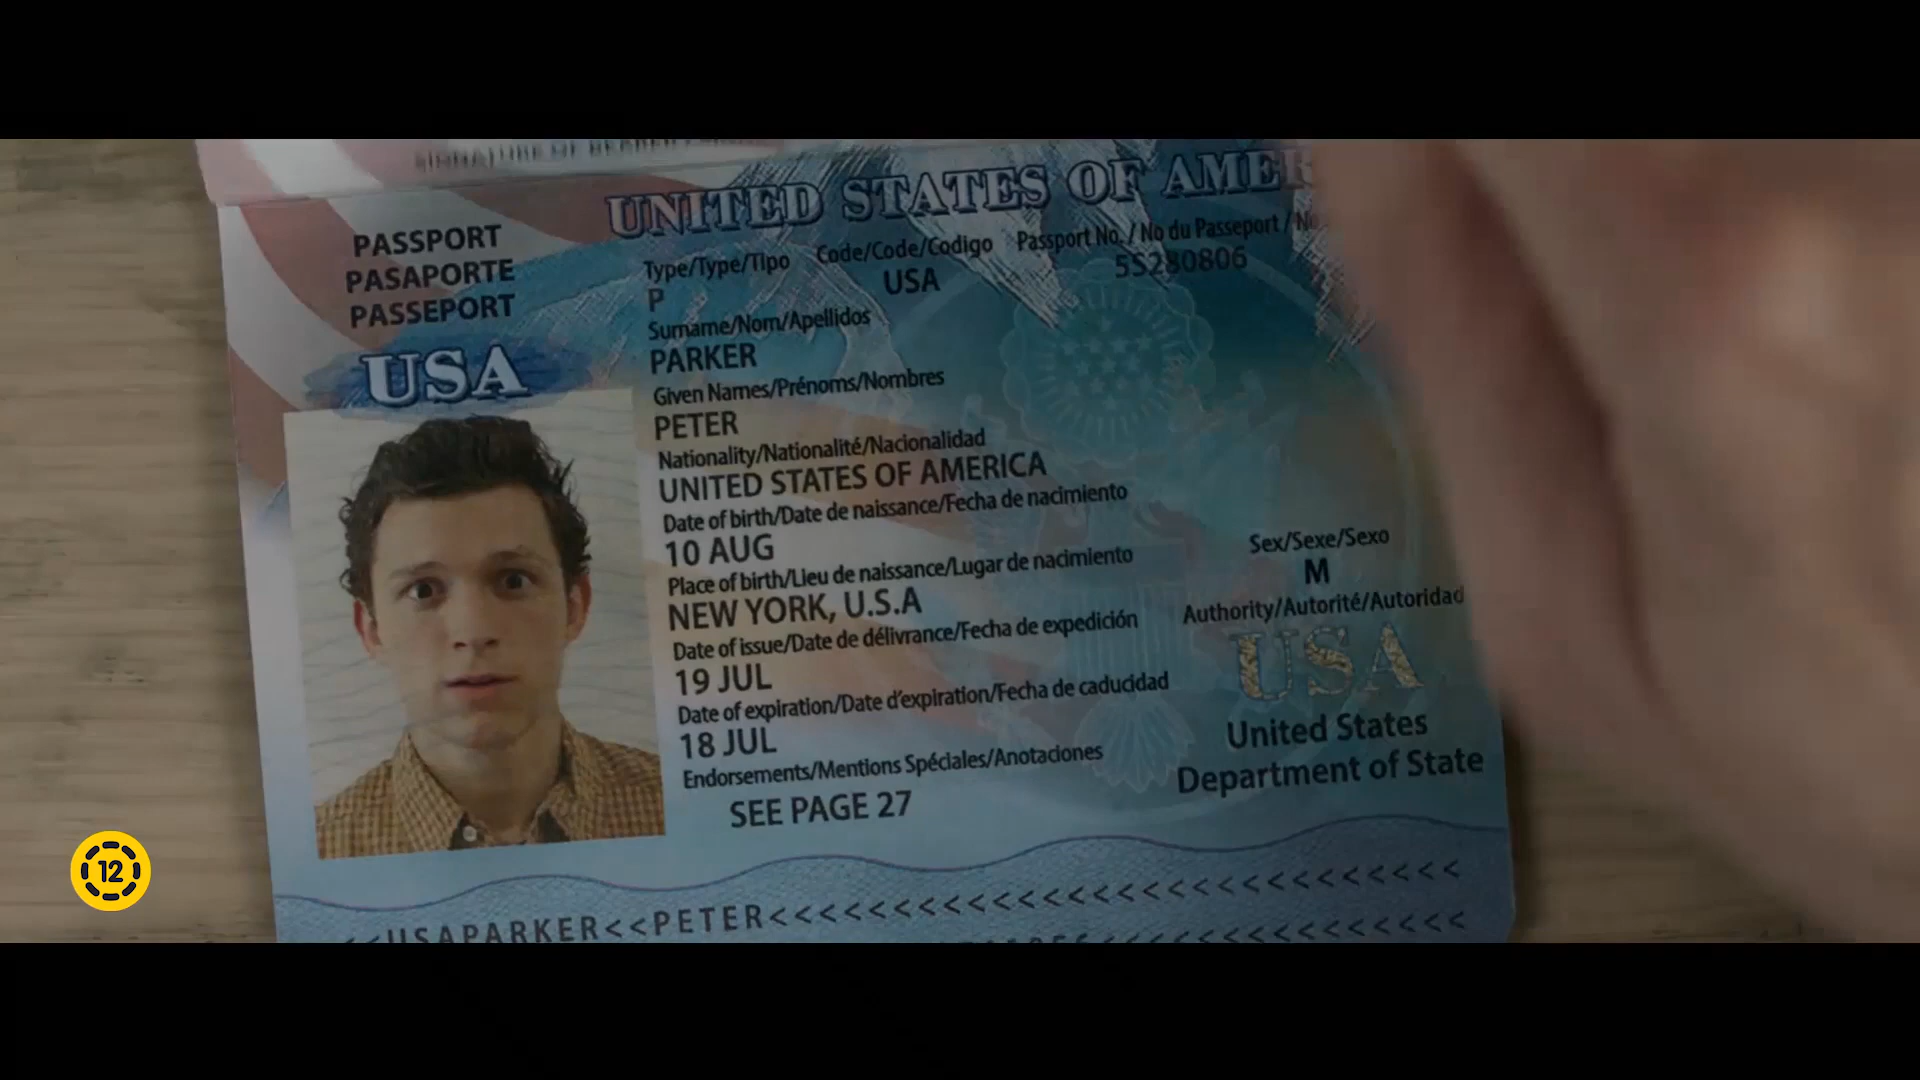 UNITED STATES OF AMER
PASSPORT
PASAPORTE
PASSEPORT
USA
Type/Type/Tipo
Code/Code/Codigo
Passport No. / No du Passeport / No
P
USA
5S280806
Surname/Nom/Apellidos
PARKER
Given Names/Prénoms/Nombres
PETER
Nationality/Nationalité/Nacionalidad
UNITED STATES OF AMERICA
Date of birth/Date de naissance/Fecha de nacimiento
10 AUG
Sex/Sexe/Sexo
M
Place of birth/Lieu de naissance/Lugar de nacimiento
NEW YORK, U.S.A
Authority/Autorité/Autoridad
USA
United States
Department of State
Date of issue/Date de délivrance/Fecha de expedición
19 JUL
Date of expiration/Date d'expiration/Fecha de caducidad
18 JUL
Endorsements/Mentions Spéciales/Anotaciones
SEE PAGE 27
12
<<USAPARKER<<PETER<<<<<<<<<<<<<<<<<<<<<<<<<<<